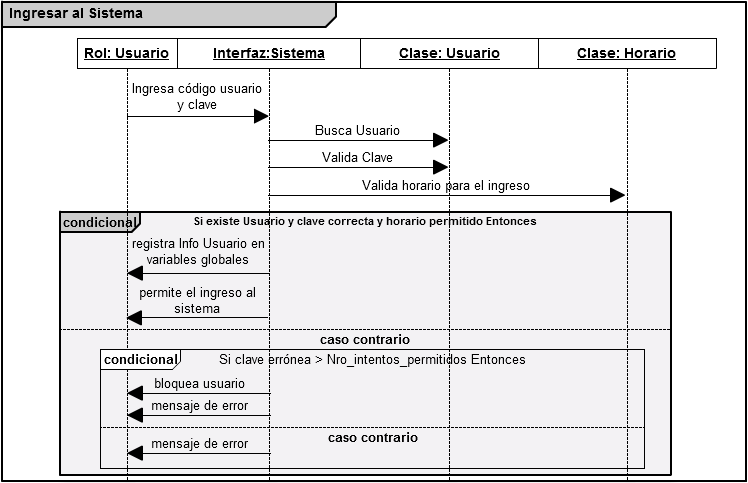 Ingresar al Sistema
Rol: Usuario
Interfaz:Sistema
Clase: Usuario
Clase: Horario
Ingresa código usuario
y clave
Busca Usuario
Valida Clave
Valida horario para el ingreso
condicional
Si existe Usuario y clave correcta y horario permitido Entonces
registra Info Usuario en
variables globales
permite el ingreso al
sistema
caso contrario
condicional
Si clave errónea > Nro_intentos_permitidos Entonces
bloquea usuario
mensaje de error
caso contrario
mensaje de error